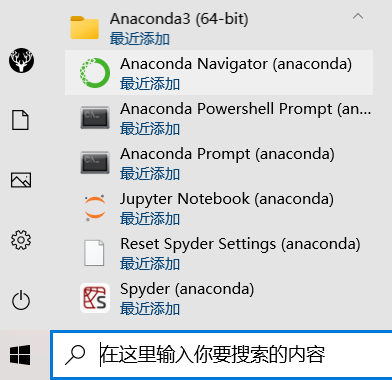 Anaconda3 (64-bit)
最近添加
Anaconda Navigator (anaconda)
最近添加
Anaconda Powershell Prompt (an...
最近添加
Anaconda Prompt (anaconda)
最近添加
Jupyter Notebook (anaconda)
最近添加
Reset Spyder Settings (anaconda)
最近添加
Spyder (anaconda)
最近添加
在这里输入你要搜索的内容